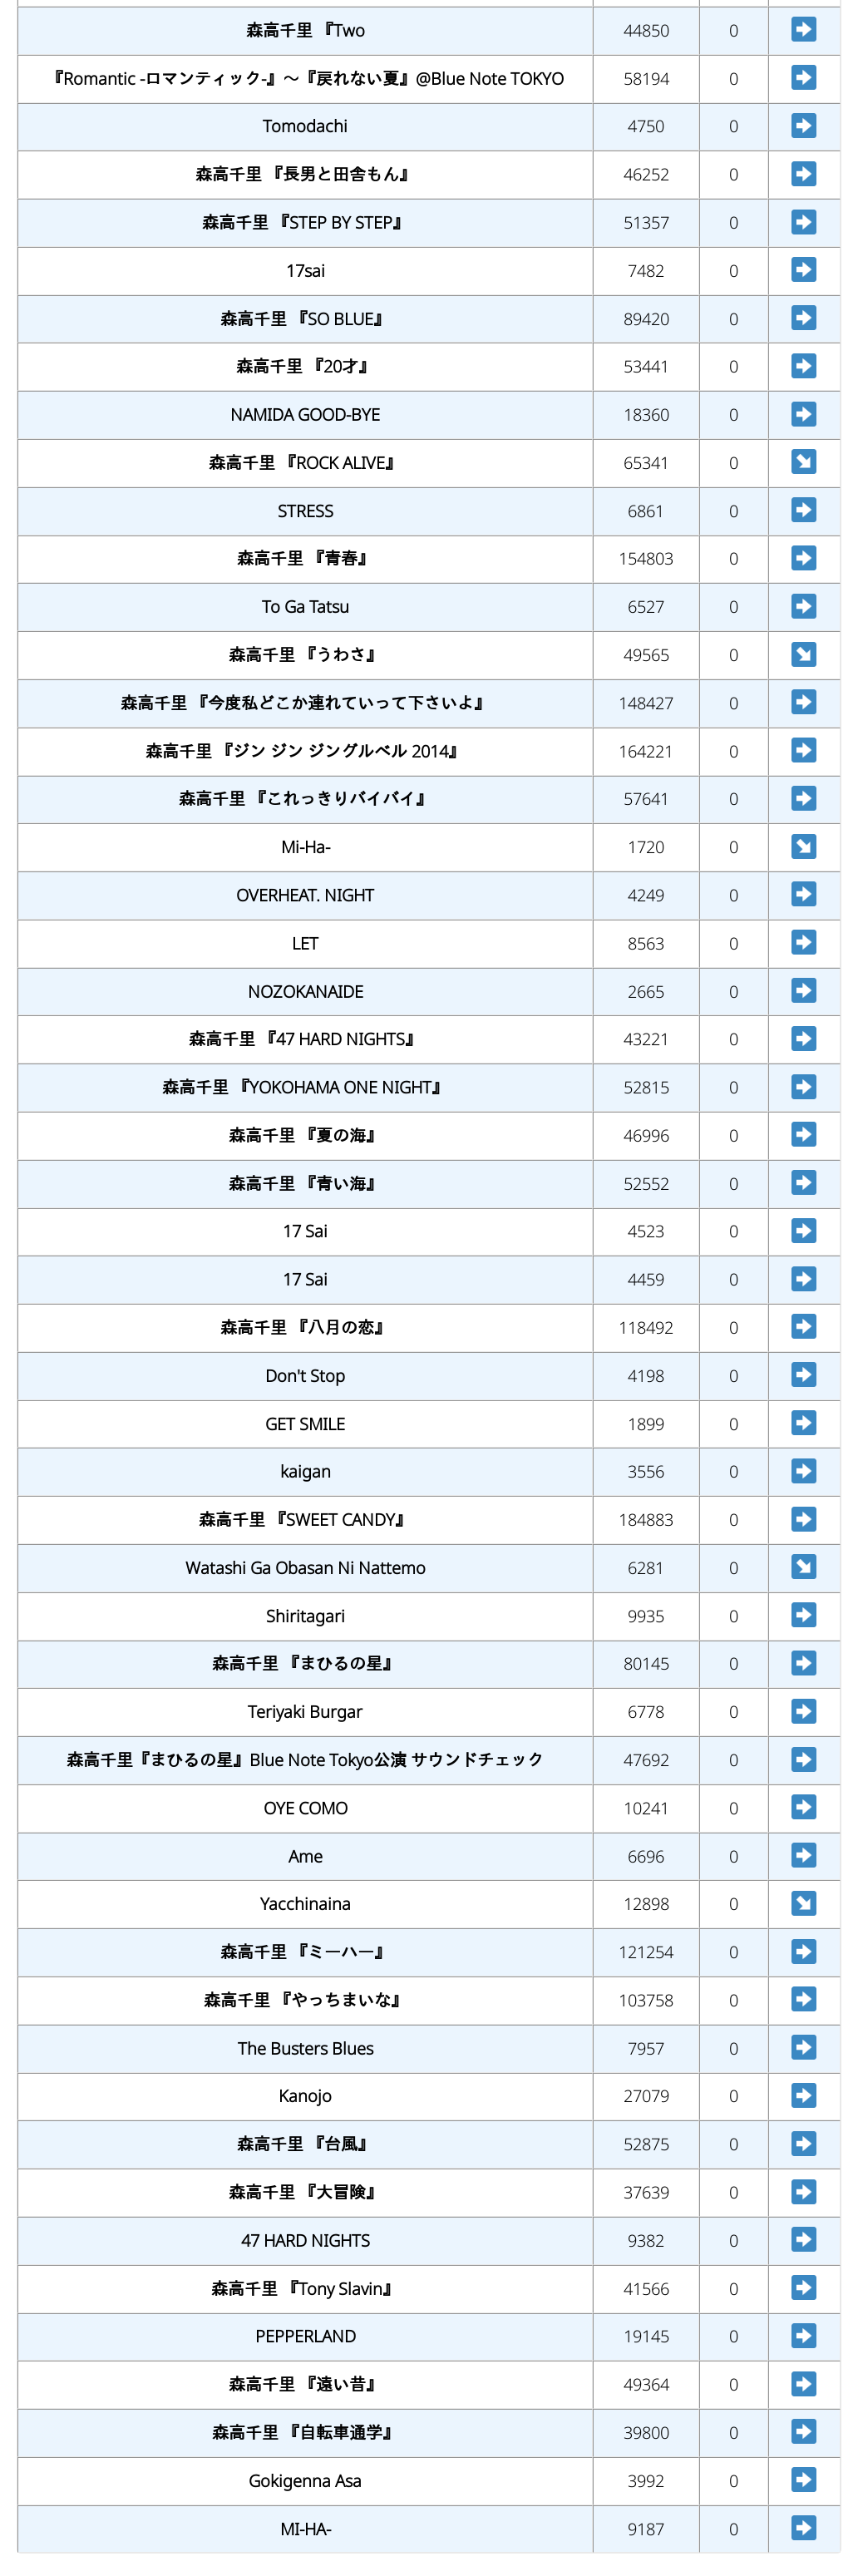 森高千里 『Two 44850 0
『Romantic -ロマンティック-』～『戻れない夏』@Blue Note TOKYO 58194 0
Tomodachi 4750 0
森高千里 『長男と田舎もん』 46252 0
森高千里 『STEP BY STEP』 51357 0
17sai 7482 0
森高千里 『SO BLUE』 89420 0
森高千里 『20才』 53441 0
NAMIDA GOOD-BYE 18360 0
森高千里 『ROCK ALIVE』 65341 0
STRESS 6861 0
森高千里 『青春』 154803 0
To Ga Tatsu 6527 0
森高千里 『うわさ』 49565 0
森高千里 『今度私どこか連れていって下さいよ』 148427 0
森高千里 『ジン ジン ジングルベル 2014』 164221 0
森高千里 『これっきりバイバイ』 57641 0
Mi-Ha- 1720 0
OVERHEAT. NIGHT 4249 0
LET 8563 0
NOZOKANAIDE 2665 0
森高千里 『47 HARD NIGHTS』 43221 0
森高千里 『YOKOHAMA ONE NIGHT』 52815 0
森高千里 『夏の海』 46996 0
森高千里 『青い海』 52552 0
17 Sai 4523 0
17 Sai 4459 0
森高千里 『八月の恋』 118492 0
Don't Stop 4198 0
GET SMILE 1899 0
kaigan 3556 0
森高千里 『SWEET CANDY』 184883 0
Watashi Ga Obasan Ni Nattemo 6281 0
Shiritagari 9935 0
森高千里 『まひるの星』 80145 0
Teriyaki Burgar 6778 0
森高千里『まひるの星』Blue Note Tokyo公演 サウンドチェック 47692 0
OYE COMO 10241 0
Ame 6696 0
Yacchinaina 12898 0
森高千里 『ミーハー』 121254 0
森高千里 『やっちまいな』 103758 0
The Busters Blues 7957 0
Kanojo 27079 0
森高千里 『台風』 52875 0
森高千里 『大冒険』 37639 0
47 HARD NIGHTS 9382 0
森高千里 『Tony Slavin』 41566 0
PEPPERLAND 19145 0
森高千里 『遠い昔』 49364 0
森高千里 『自転車通学』 39800 0
Gokigenna Asa 3992 0
MI-HA- 9187 0